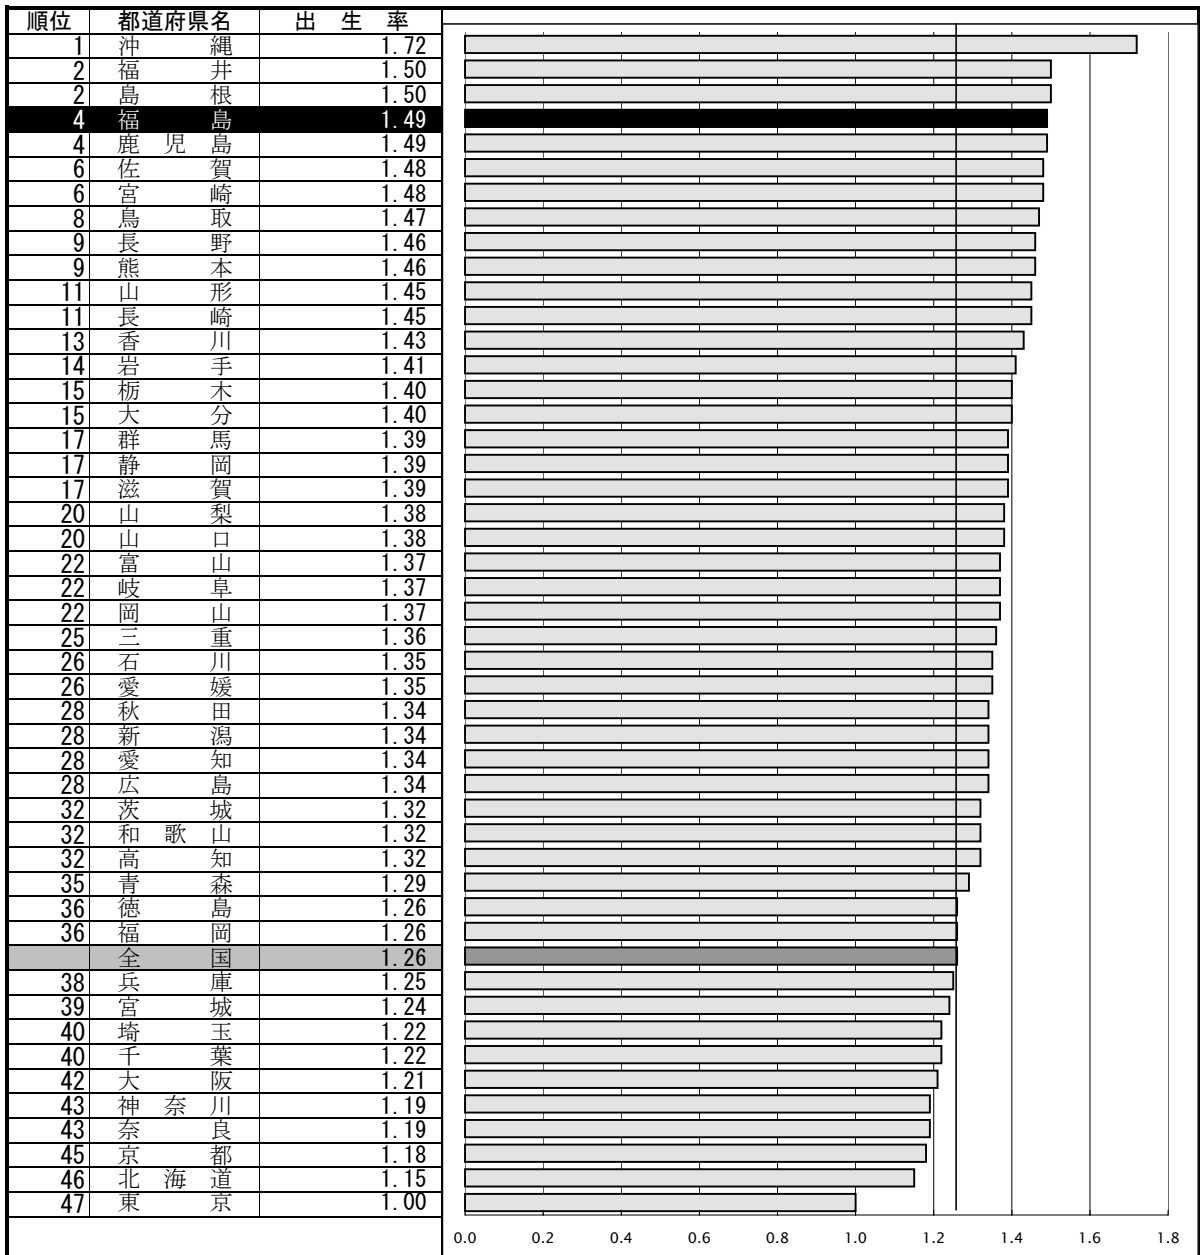 順位 都道府県名 出生率
1 沖縄 1.72
2 福井 1.50
2 島根 1.50
4 福島 1.49
4 鹿児島 1.49
6 佐賀 1.48
6 宮崎 1.48
8 鳥取 1.47
9 長野 1.46
9 熊本 1.46
11 山形 1.45
11 長崎 1.45
13 香川 1.43
14 岩手 1.41
15 栃木 1.40
15 大分 1.40
17 群馬 1.39
17 静岡 1.39
17 滋賀 1.39
20 山梨 1.38
20 山口 1.38
22 富山 1.37
22 岐阜 1.37
22 岡山 1.37
25 三重 1.36
26 石川 1.35
26 愛媛 1.35
28 秋田 1.34
28 新潟 1.34
28 愛知 1.34
28 広島 1.34
32 茨城 1.32
32 和歌山 1.32
32 高知 1.32
35 青森 1.29
36 徳島 1.26
36 福岡 1.26
全国 1.26
38 兵庫 1.25
39 宮城 1.24
40 埼玉 1.22
40 千葉 1.22
42 大阪 1.21
43 神奈川 1.19
43 奈良 1.19
45 京都 1.18
46 北海道 1.15
47 東京 1.00
0.0 0.2 0.4 0.6 0.8 1.0 1.2 1.4 1.6 1.8